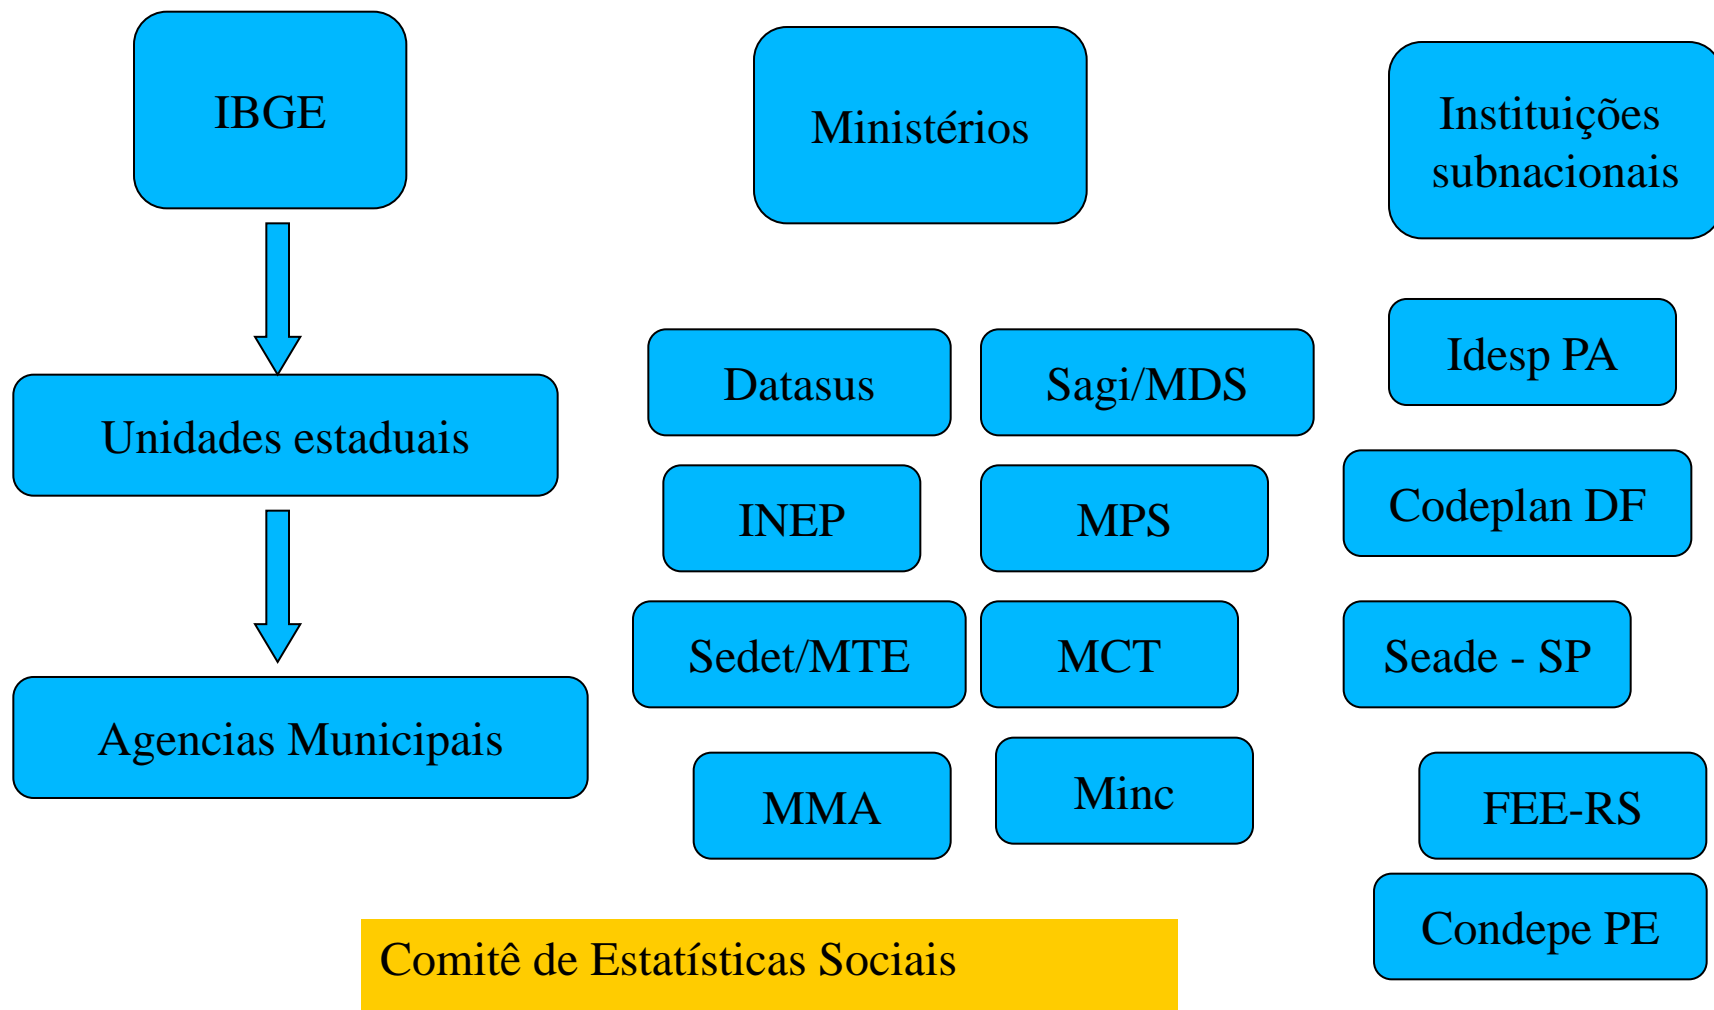 IBGE
Unidades estaduais
Agencias Municipais
Ministérios
Datasus
Sagi/MDS
INEP
MPS
Sedet/MTE
MCT
MMA
Minc
Instituições
subnacionais
Idesp PA
Codeplan DF
Seade - SP
FEE-RS
Condepe PE
Comitê de Estatísticas Sociais